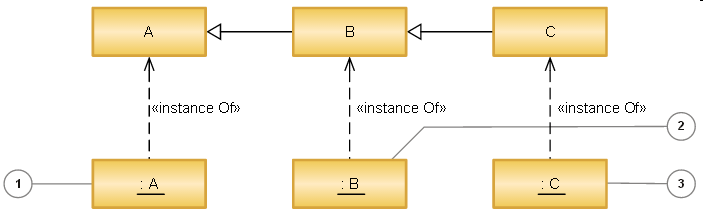 A
B
C
«instance Of»
«instance Of»
«instance Of»
2
1
: A
: B
: C
3